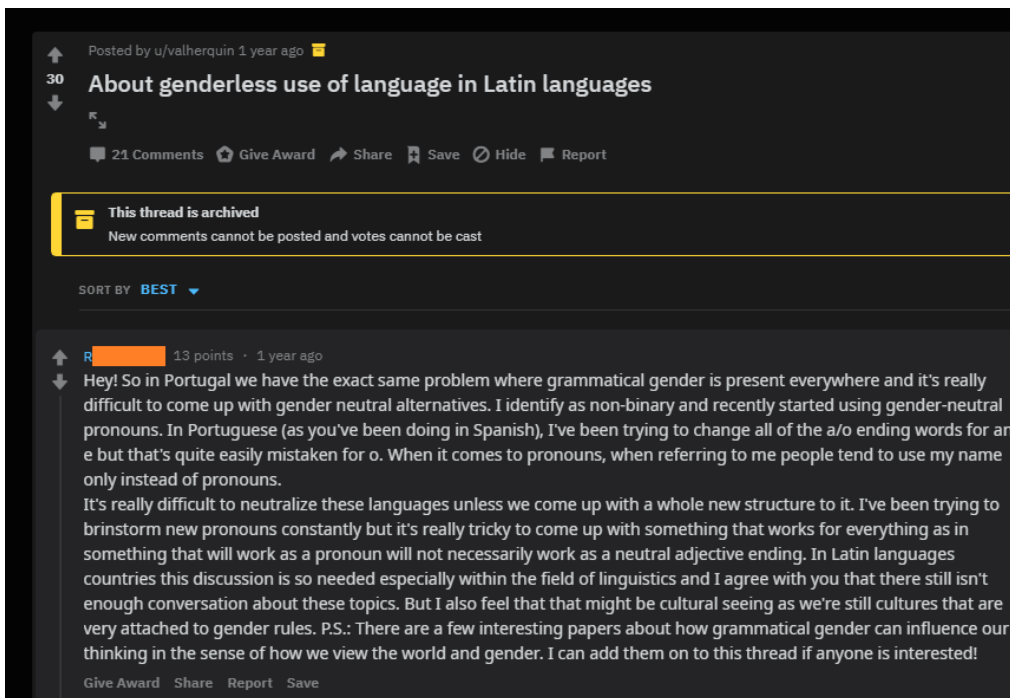 Posted by u/valherquin 1 year ago
30
About genderless use of language in Latin languages
21 Comments Give Award Share Save Hide Report
This thread is archived
New comments cannot be posted and votes cannot be cast
SORT BY BEST
R 13 points · 1 year ago
Hey! So in Portugal we have the exact same problem where grammatical gender is present everywhere and it's really
difficult to come up with gender neutral alternatives. I identify as non-binary and recently started using gender-neutral
pronouns. In Portuguese (as you've been doing in Spanish), I've been trying to change all of the a/o ending words for an
e but that's quite easily mistaken for o. When it comes to pronouns, when referring to me people tend to use my name
only instead of pronouns.
It's really difficult to neutralize these languages unless we come up with a whole new structure to it. I've been trying to
brinstorm new pronouns constantly but it's really tricky to come up with something that works for everything as in
something that will work as a pronoun will not necessarily work as a neutral adjective ending. In Latin languages
countries this discussion is so needed especially within the field of linguistics and I agree with you that there still isn't
enough conversation about these topics. But I also feel that that might be cultural seeing as we're still cultures that are
very attached to gender rules. P.S.: There are a few interesting papers about how grammatical gender can influence our
thinking in the sense of how we view the world and gender. I can add them on to this thread if anyone is interested!
Give Award Share Report Save